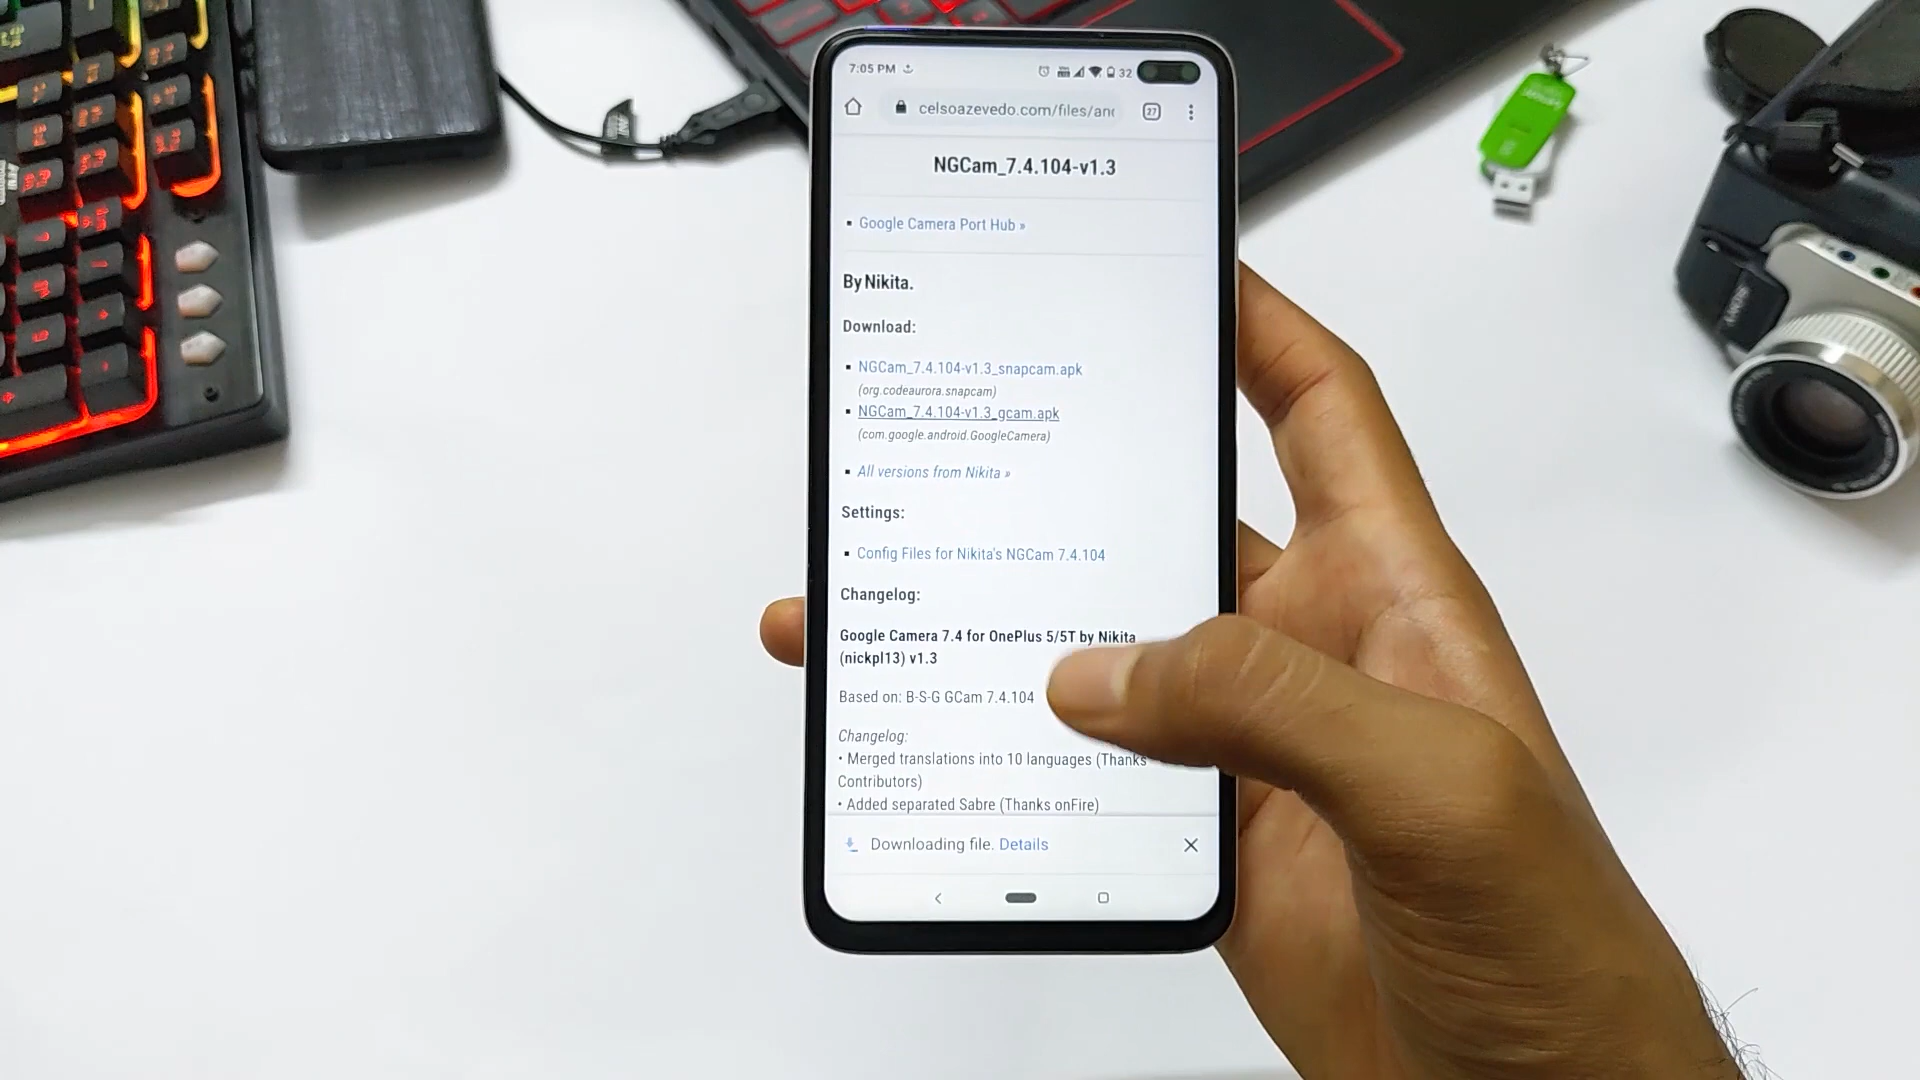 7:05 PM
32
celsoazevedo.com/files/an
27
NGCam_7.4.104-v1.3
▪ Google Camera Port Hub »
By Nikita.
Download:
▪ NGCam_7.4.104-v1.3_snapcam.apk
(org.codeaurora.snapcam)
▪ NGCam_7.4.104-v1.3_gcam.apk
(com.google.android.GoogleCamera)
▪ All versions from Nikita »
Settings:
▪ Config Files for Nikita's NGCam 7.4.104
Changelog:
Google Camera 7.4 for OnePlus 5/5T by Nikita
(nickpl13) v1.3
Based on: B-S-G GCam 7.4.104
Changelog:
• Merged translations into 10 languages (Thanks
Contributors)
• Added separated Sabre (Thanks onFire)
Downloading file. Details
SONY